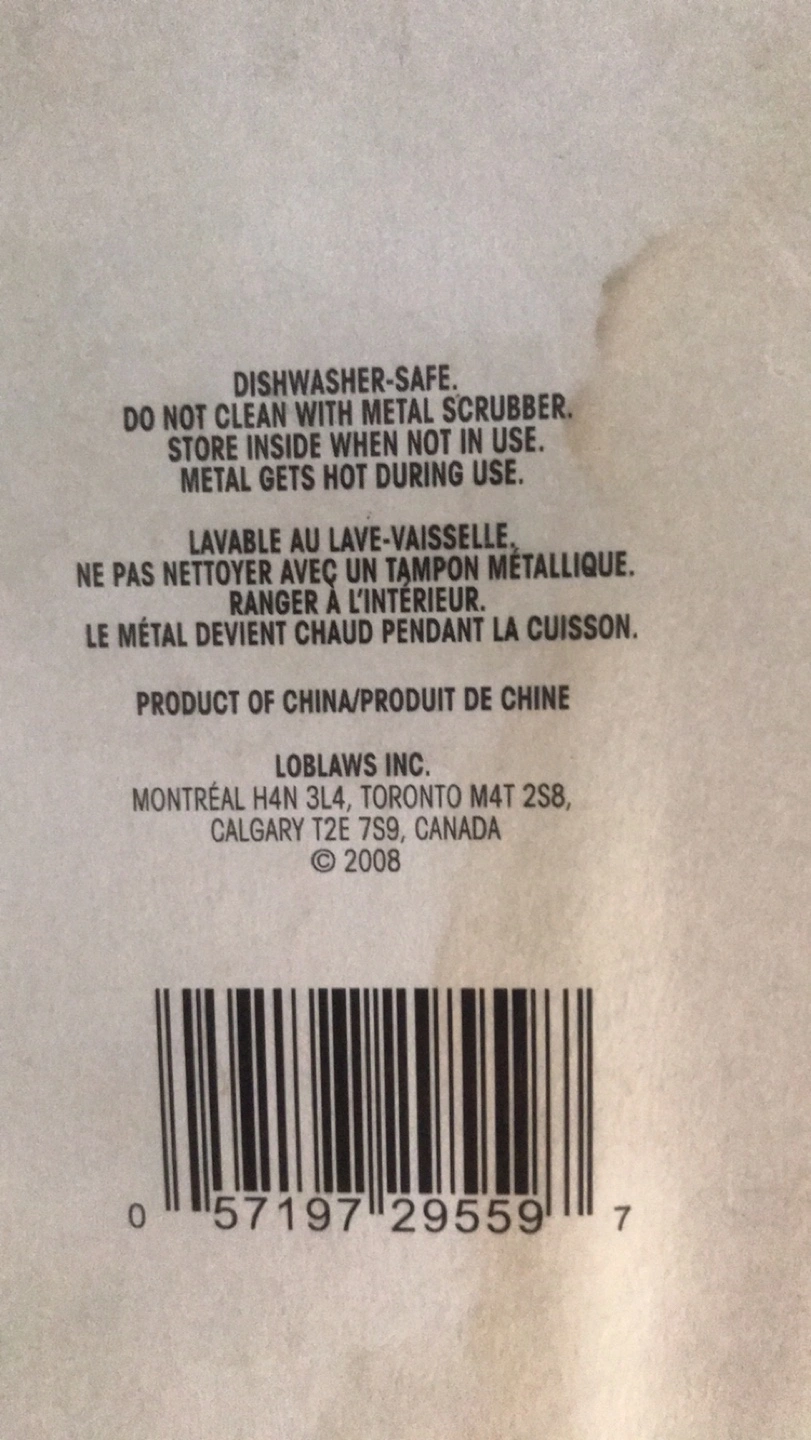 DISHWASHER-SAFE.
DO NOT CLEAN WITH METAL SCRUBBER.
STORE INSIDE WHEN NOT IN USE.
METAL GETS HOT DURING USE.
LAVABLE AU LAVE-VAISSELLE.
NE PAS NETTOYER AVEC UN TAMPON MÉTALLIQUE.
RANGER À L'INTÉRIEUR.
LE MÉTAL DEVIENT CHAUD PENDANT LA CUISSON.
PRODUCT OF CHINA/PRODUIT DE CHINE
LOBLAWS INC.
MONTRÉAL H4N 3L4, TORONTO M4T 2S8,
CALGARY T2E 7S9, CANADA
© 2008
0 57197 29559 7